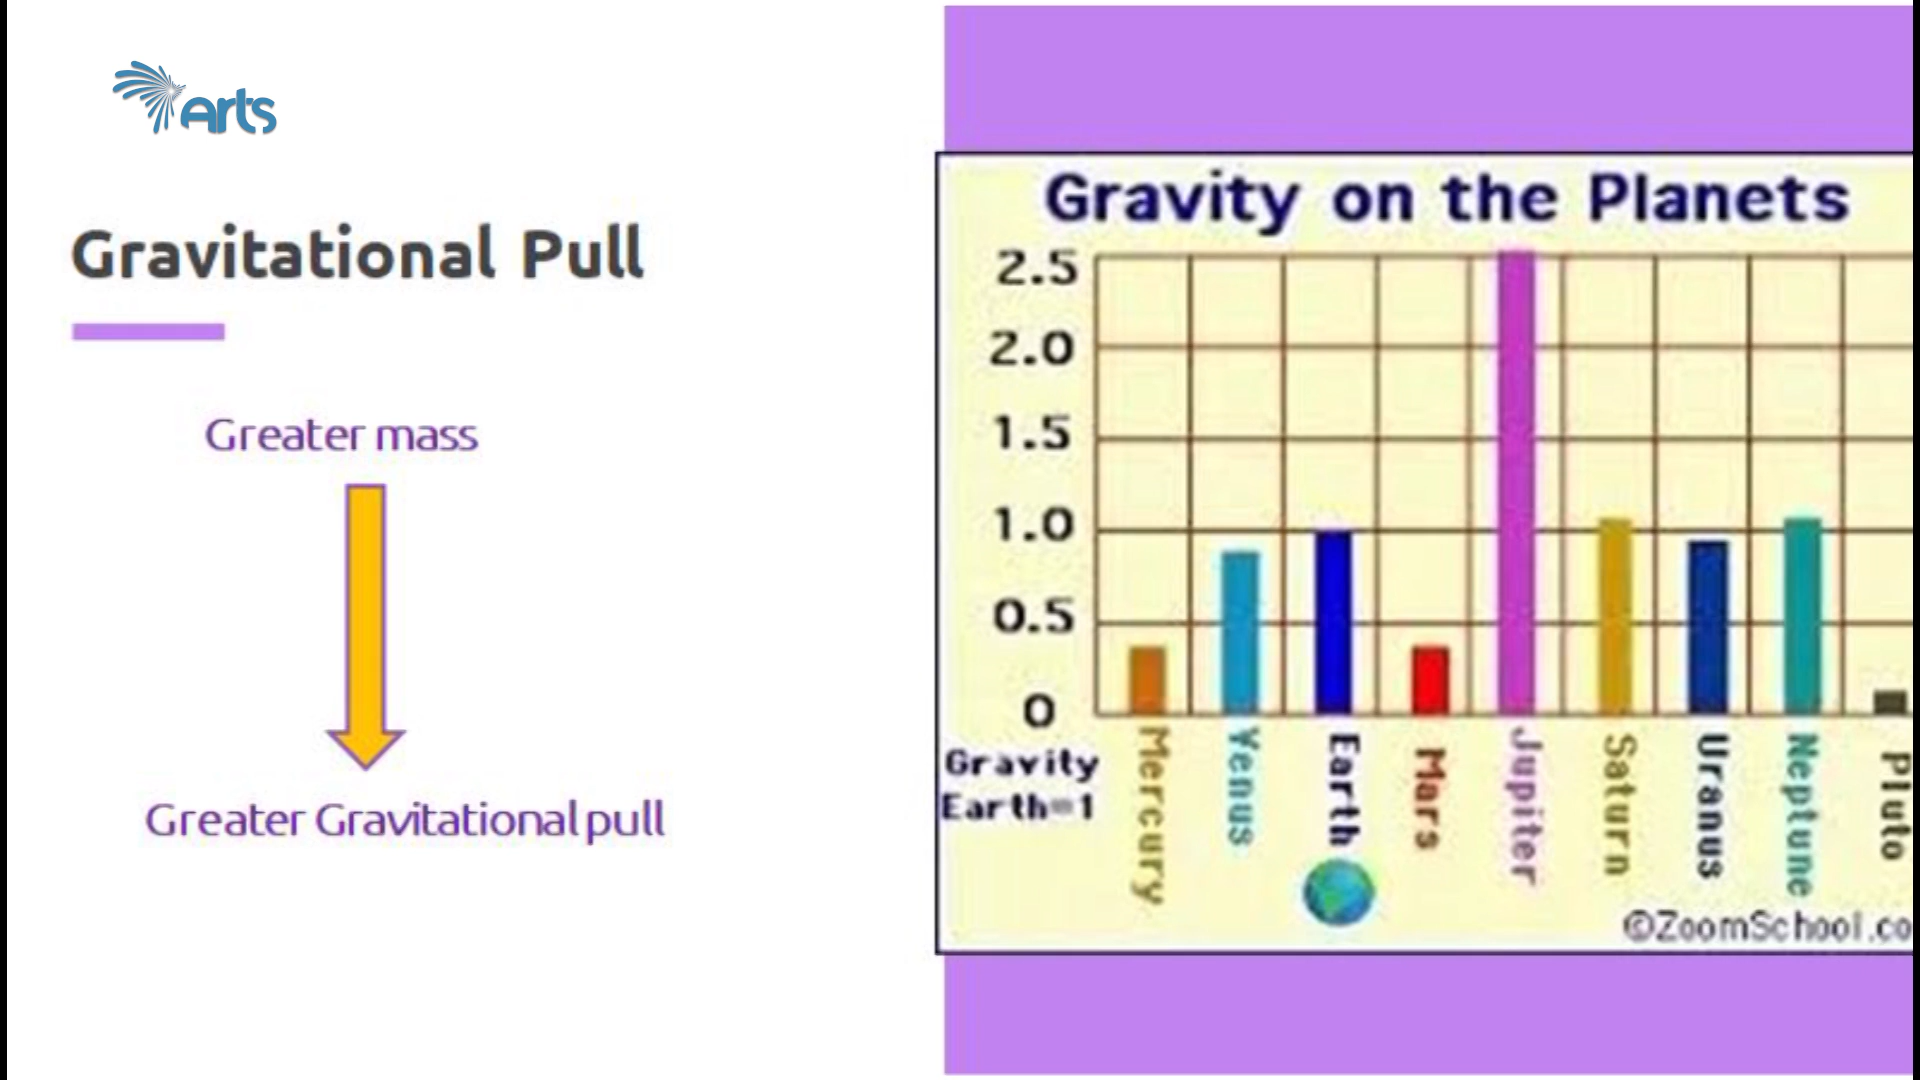 arts
Gravitational Pull
Greater mass
Greater Gravitational pull
Gravity on the Planets
2.5
2.0
1.5
1.0
0.5
0
Gravity
Earth=1
Mercury
Venus
Earth
Mars
Jupiter
Saturn
Uranus
Neptune
Pluto
©ZoomSchool.co